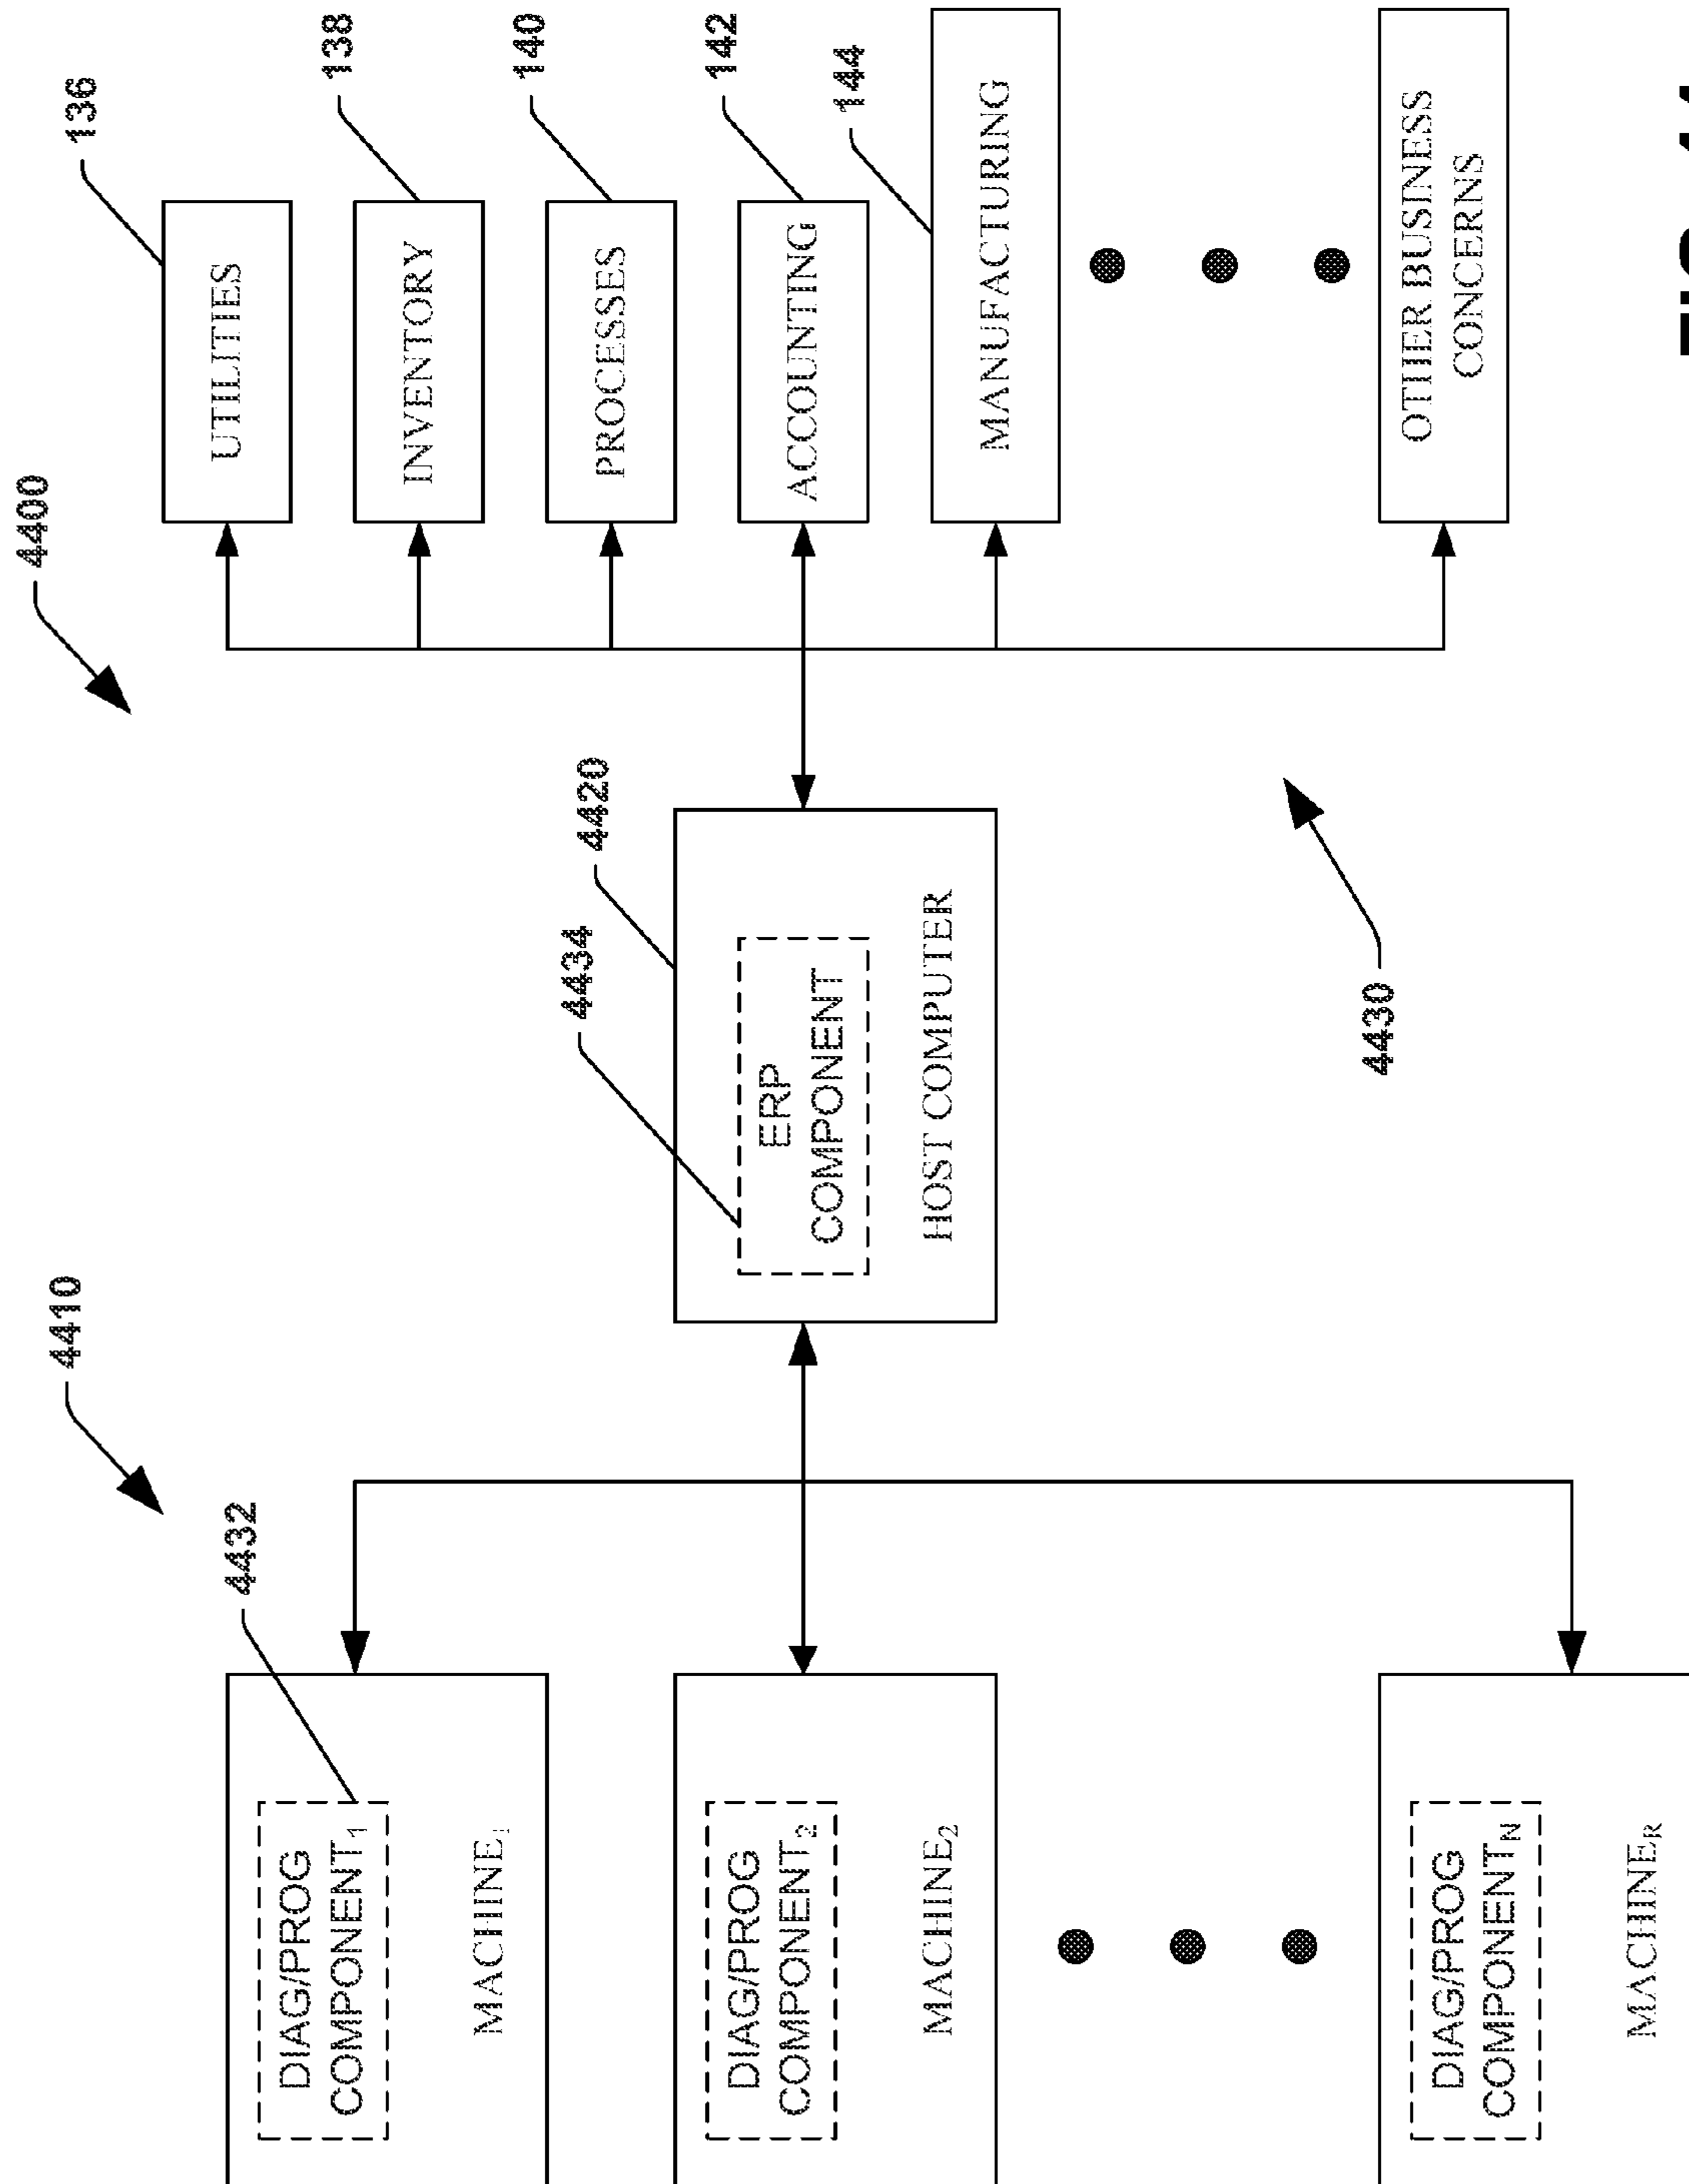 4400
4410
136
UTILITIES
4432
DIAG/PROG
COMPONENT1
MACHINE1
138
INVENTORY
4420
4434
140
PROCESSES
DIAG/PROG
COMPONENT2
MACHINE2
ERP
COMPONENT
HOST COMPUTER
142
ACCOUNTING
144
MANUFACTURING
4430
DIAG/PROG
COMPONENTN
MACHINER
OTHER BUSINESS
CONCERNS